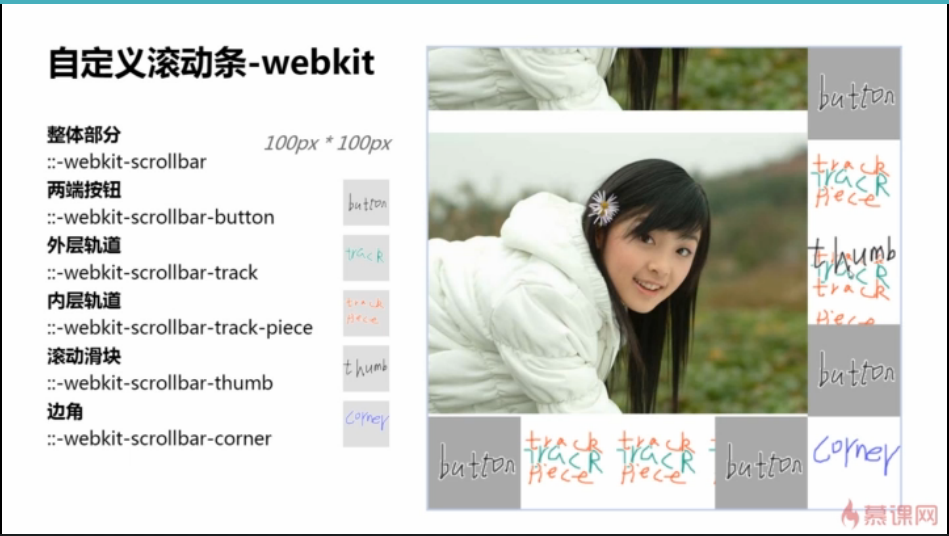 自定义滚动条-webkit
整体部分
100px * 100px
::-webkit-scrollbar
两端按钮
::-webkit-scrollbar-button
button
外层轨道
::-webkit-scrollbar-track
track
内层轨道
::-webkit-scrollbar-track-piece
track
piece
滚动滑块
::-webkit-scrollbar-thumb
thumb
边角
::-webkit-scrollbar-corner
corner
button
track
track
piece
thumb
track
track
piece
button
button
track
track
piece
track
track
piece
button
corner
慕课网